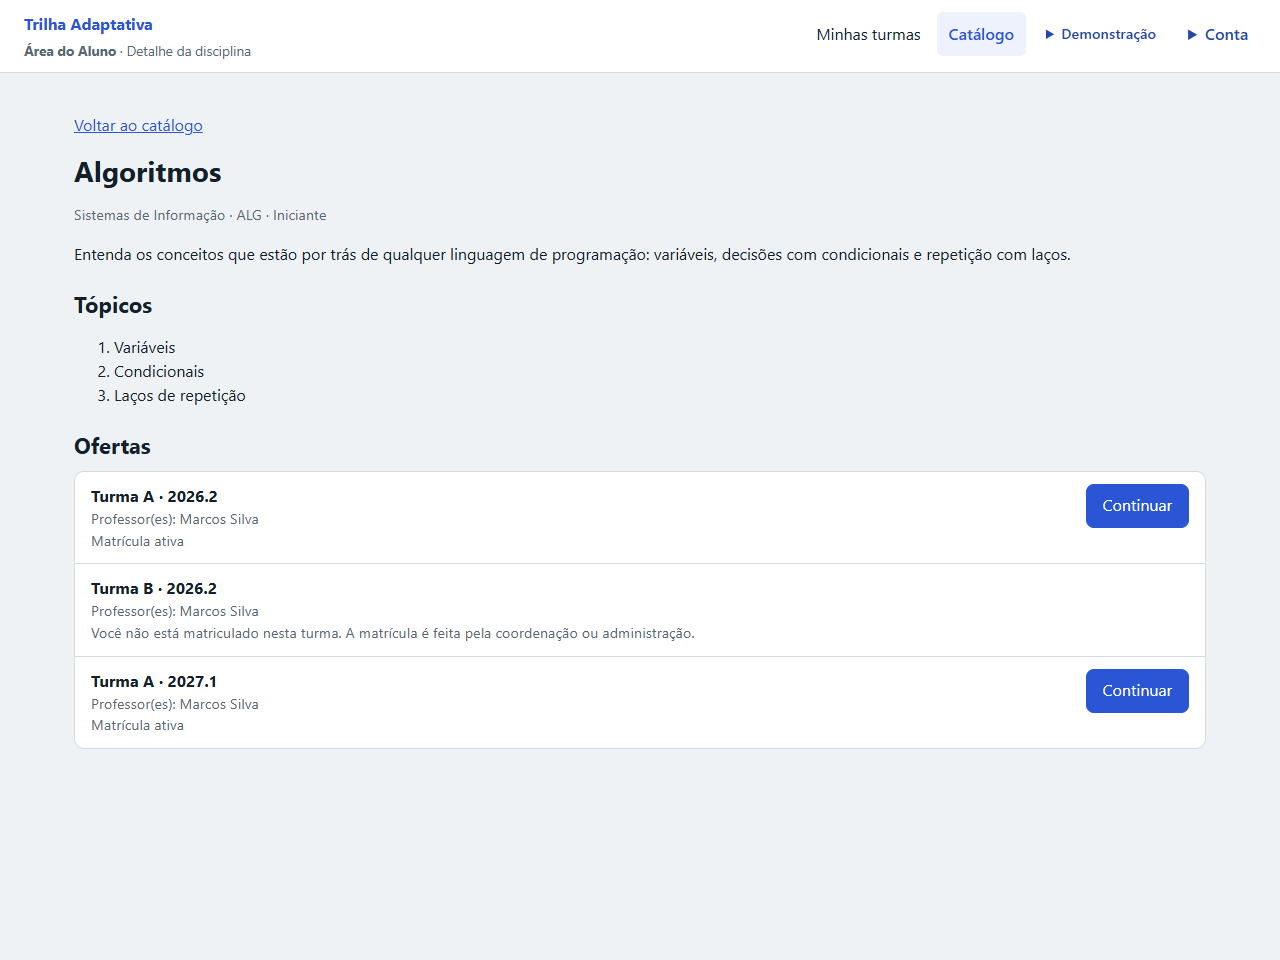 Trilha Adaptativa
Área do Aluno · Detalhe da disciplina
Minhas turmas
Catálogo
Demonstração
Conta
Voltar ao catálogo
Algoritmos
Sistemas de Informação · ALG · Iniciante
Entenda os conceitos que estão por trás de qualquer linguagem de programação: variáveis, decisões com condicionais e repetição com laços.
Tópicos
1. Variáveis
2. Condicionais
3. Laços de repetição
Ofertas
Turma A · 2026.2
Professor(es): Marcos Silva
Matrícula ativa
Continuar
Turma B · 2026.2
Professor(es): Marcos Silva
Você não está matriculado nesta turma. A matrícula é feita pela coordenação ou administração.
Turma A · 2027.1
Professor(es): Marcos Silva
Matrícula ativa
Continuar